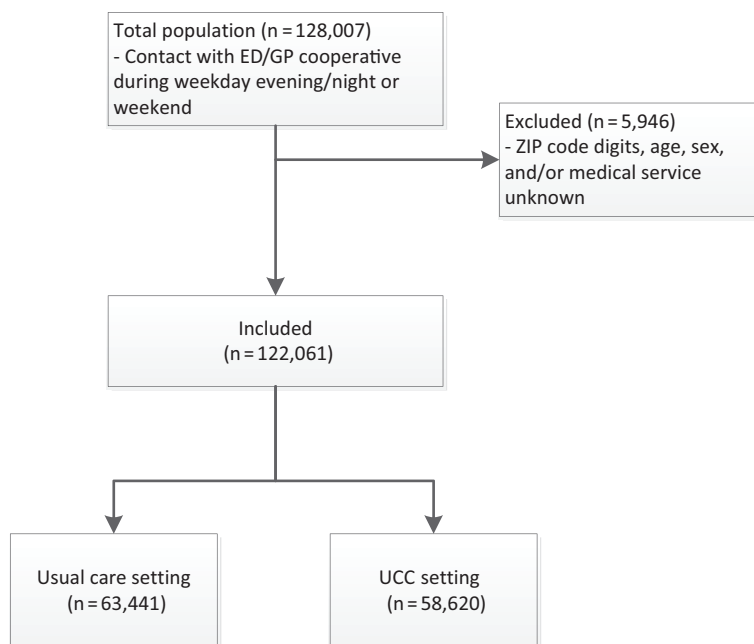 Total population (n = 128,007)
- Contact with ED/GP cooperative
during weekday evening/night or
weekend
Excluded (n = 5,946)
- ZIP code digits, age, sex,
and/or medical service
unknown
Included
(n = 122,061)
Usual care setting
(n = 63,441)
UCC setting
(n = 58,620)